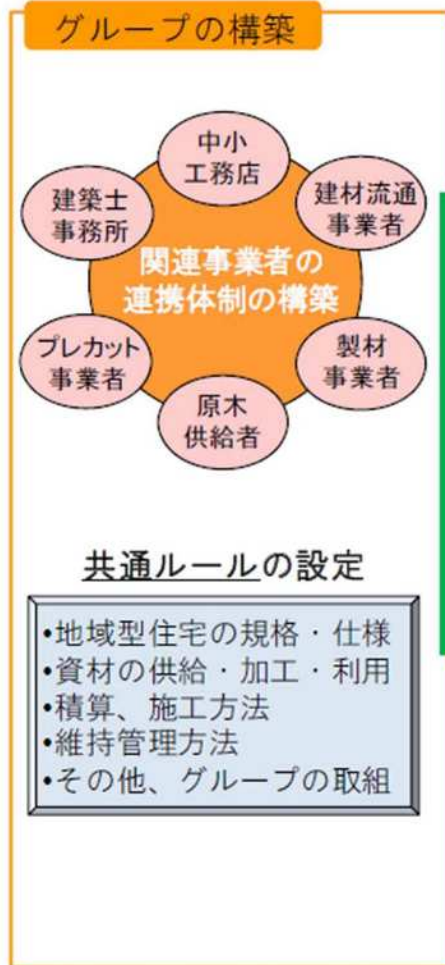 グループの構築
中小
工務店
建築士
事務所
建材流通
事業者
関連事業者の
連携体制の構築
プレカット
事業者
製材
事業者
原木
供給者
共通ルールの設定
•地域型住宅の規格・仕様
•資材の供給・加工・利用
•積算、施工方法
•維持管理方法
•その他、グループの取組